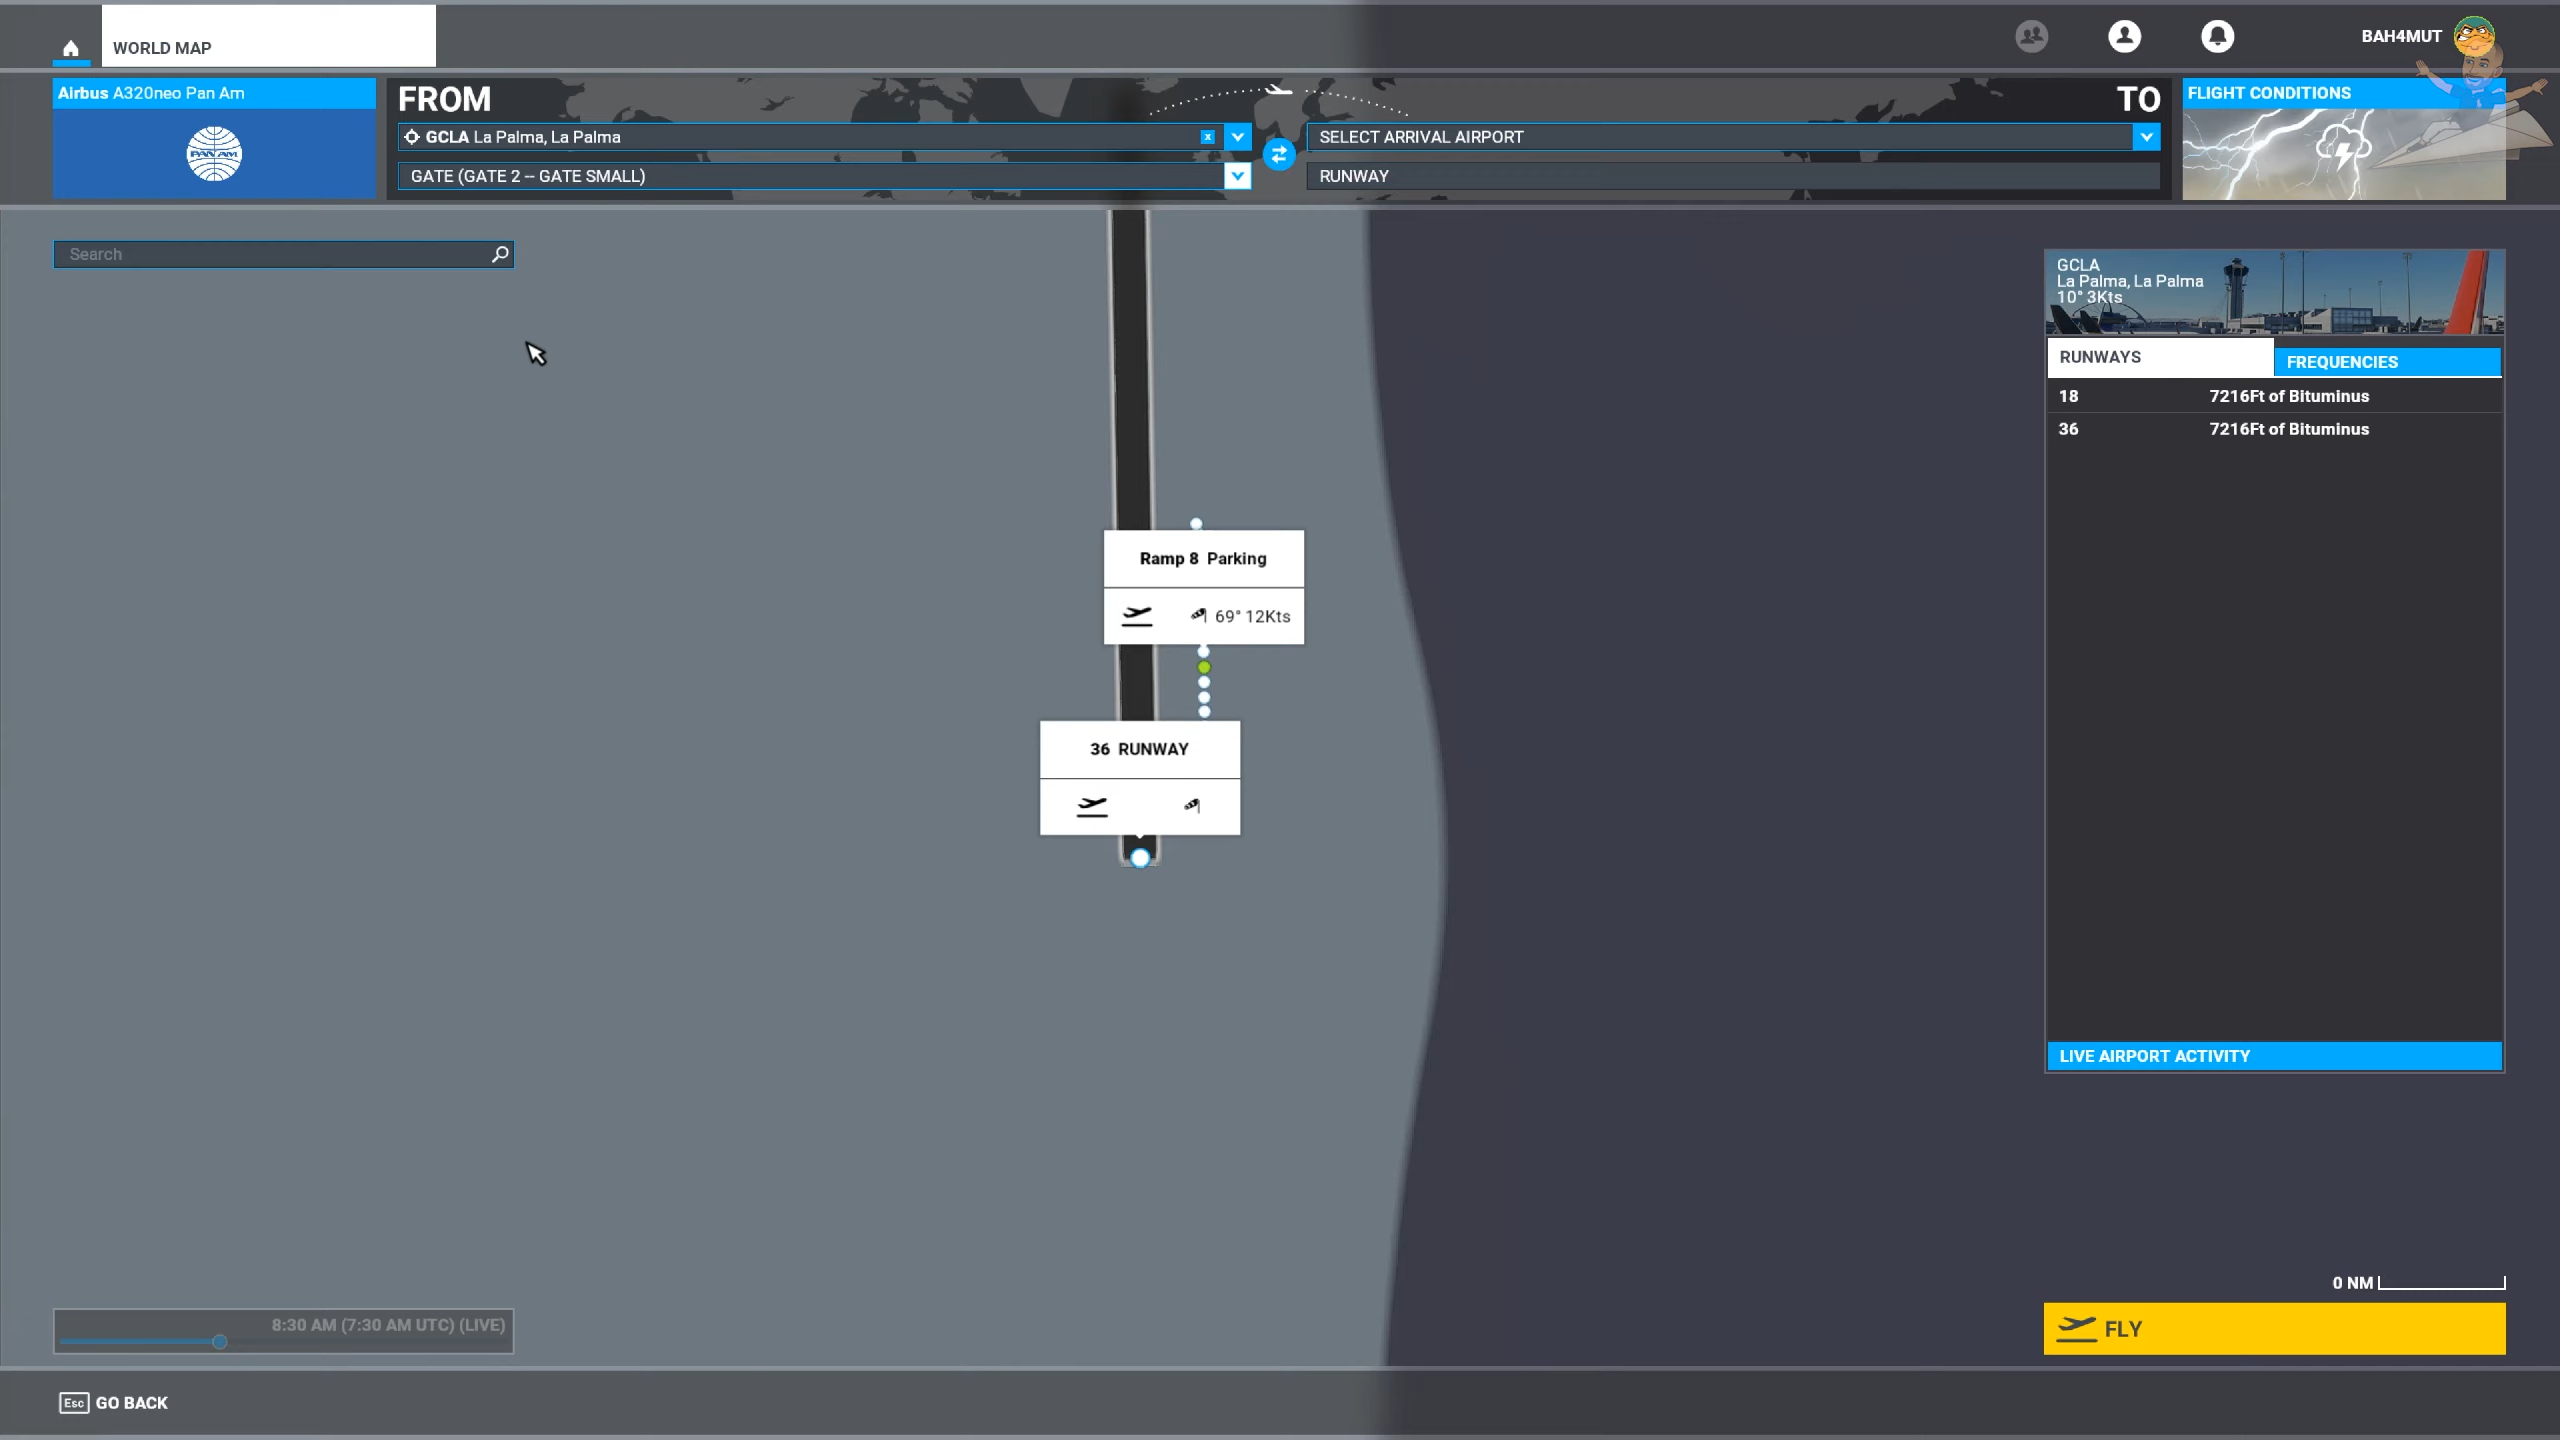 WORLD MAP
BAH4MUT
Airbus A320neo Pan Am
PAN AM
FROM
GCLA La Palma, La Palma
x
GATE (GATE 2 -- GATE SMALL)
TO
SELECT ARRIVAL AIRPORT
RUNWAY
FLIGHT CONDITIONS
Search
GCLA
La Palma, La Palma
10° 3Kts
RUNWAYS
FREQUENCIES
18 7216Ft of Bituminus
36 7216Ft of Bituminus
LIVE AIRPORT ACTIVITY
Ramp 8 Parking
69° 12Kts
36 RUNWAY
8:30 AM (7:30 AM UTC) (LIVE)
0 NM
FLY
Esc GO BACK